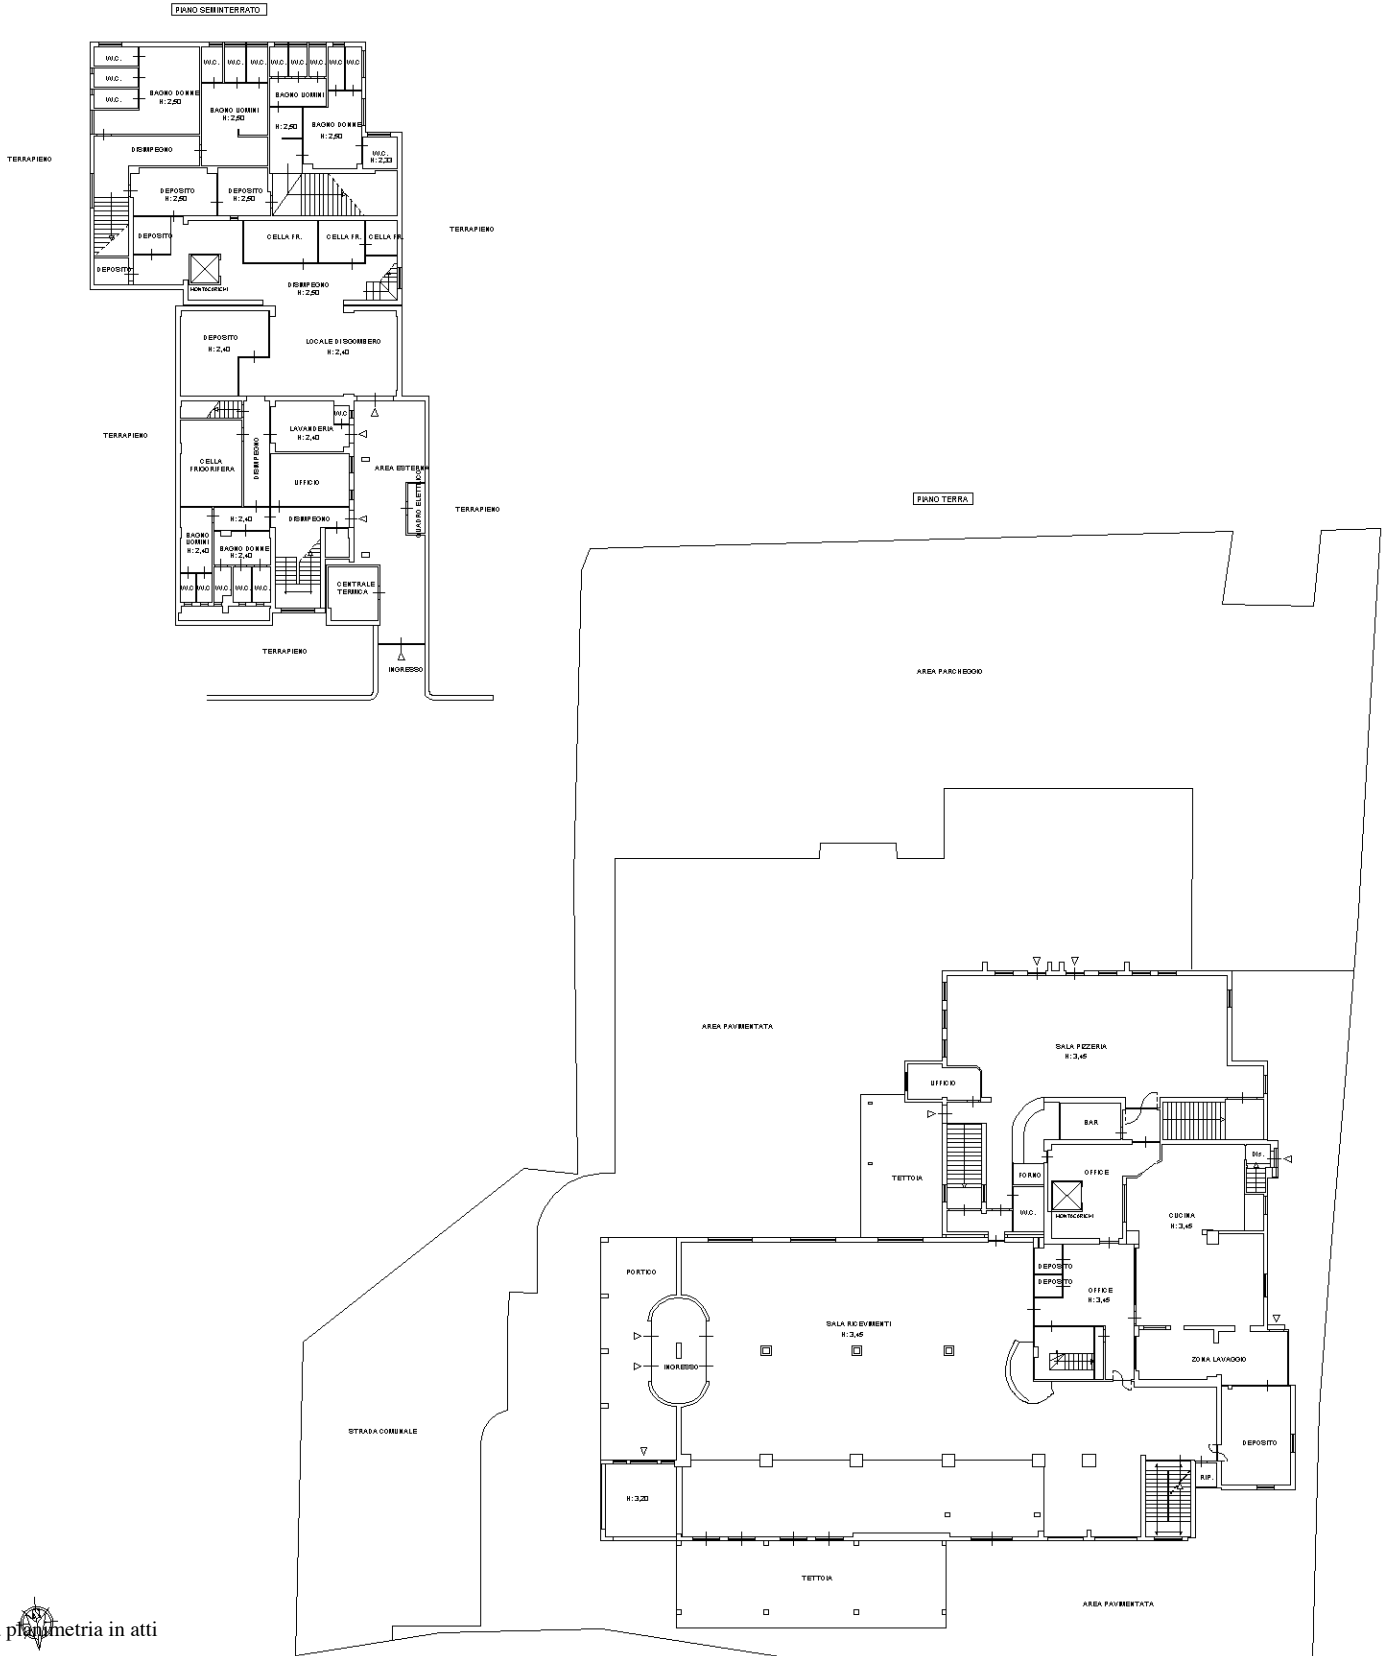 PIANO SEMINTERRATO
W.C.
W.C.
W.C.
BAGNO DONNE
H:2,50
W.C.
W.C.
W.C.
BAGNO UOMINI
H:2,50
W.C.
W.C.
W.C.
W.C
W.C
BAGNO UOMINI
H:2,50
BAGNO DONNE
H:2,50
W.C.
H:2,20
TERRAPIENO
DISIMPEGNO
DEPOSITO
H:2,50
DEPOSITO
H:2,50
DEPOSITO
DEPOSITO
CELLA FR.
CELLA FR.
CELLA FR.
TERRAPIENO
MONTACARICHI
DISIMPEGNO
H:2,50
DEPOSITO
H:2,40
LOCALE DI SGOMBERO
H:2,40
TERRAPIENO
W.C
LAVANDERIA
H:2,40
DISIMPEGNO
CELLA
FRIGORIFERA
UFFICIO
AREA ESTERNA
QUADRO ELETTRICO
TERRAPIENO
H:2,40
DISIMPEGNO
BAGNO
UOMINI
H:2,40
BAGNO DONNE
H:2,40
W.C
W.C
W.C.
W.C.
W.C.
CENTRALE
TERMICA
TERRAPIENO
INGRESSO
PIANO TERRA
AREA PARCHEGGIO
AREA PAVIMENTATA
SALA PIZZERIA
H:3,45
UFFICIO
BAR
TETTOIA
FORNO
W.C.
OFFICE
MONTACARICHI
DIS.
CUCINA
H:3,45
PORTICO
DEPOSITO
DEPOSITO
OFFICE
H:3,45
SALA RICEVIMENTI
H:3,45
INGRESSO
ZONA LAVAGGIO
STRADA COMUNALE
DEPOSITO
RIP.
H:3,20
TETTOIA
AREA PAVIMENTATA
planimetria in atti